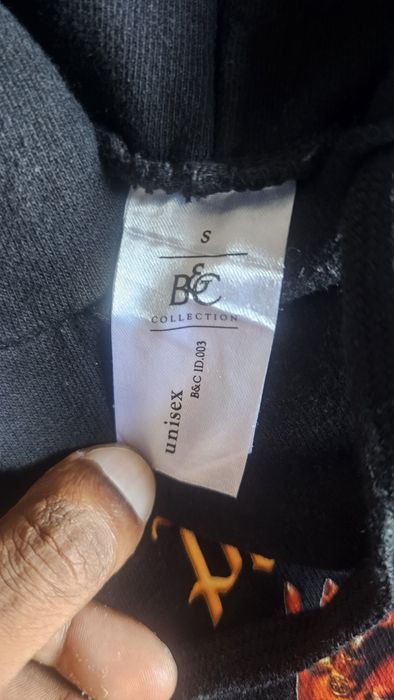 S
B&C
COLLECTION
unisex
B&C ID.003